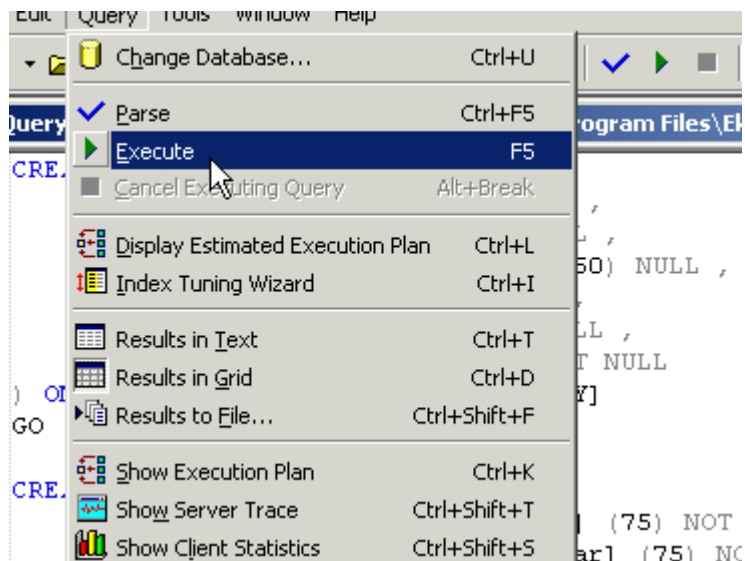 Edit Query Tools Window Help
Change Database... Ctrl+U
Parse Ctrl+F5
Query ogram Files\Ek
Execute F5
CRE
Cancel Executing Query Alt+Break
,
Display Estimated Execution Plan Ctrl+L
L ,
50) NULL ,
Index Tuning Wizard Ctrl+I
,
Results in Text Ctrl+T
LL ,
T NULL
Results in Grid Ctrl+D
) ON Y]
Results to File... Ctrl+Shift+F
GO
Show Execution Plan Ctrl+K
CRE
Show Server Trace Ctrl+Shift+T
] (75) NOT
Show Client Statistics Ctrl+Shift+S
ar] (75) NO